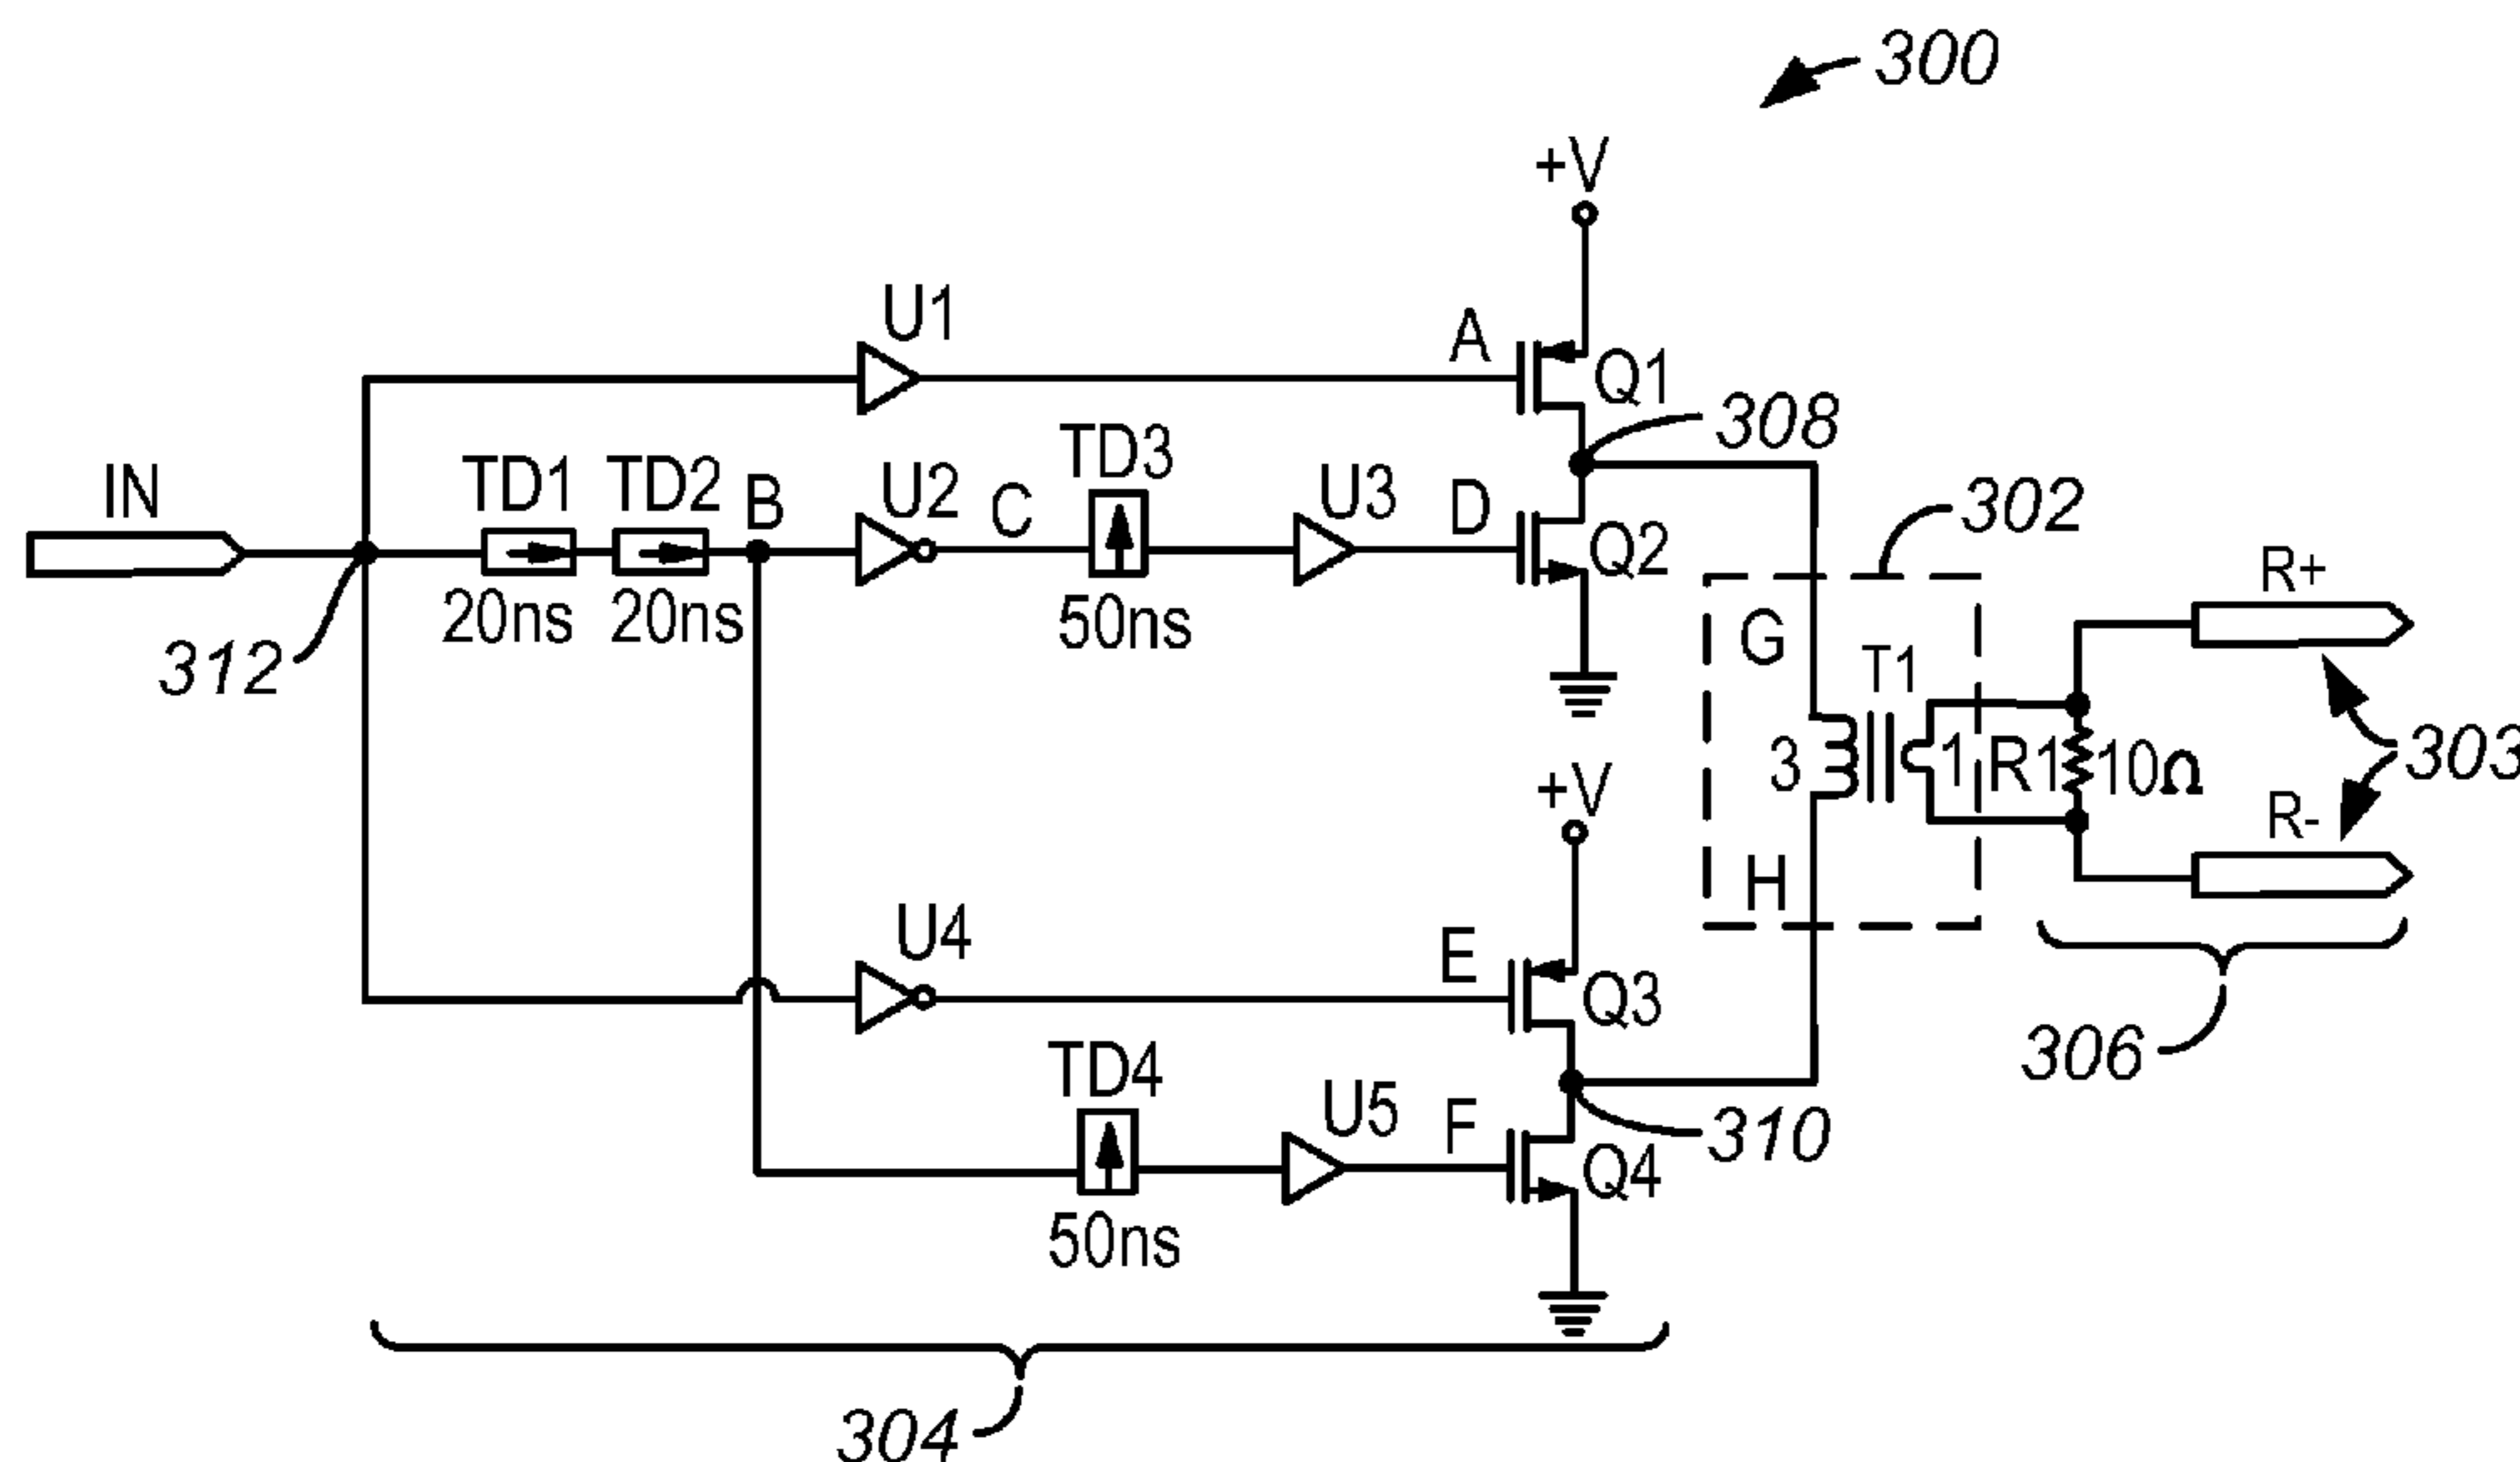 300
+V
U1
A
Q1
308
IN
TD1
TD2
B
U2
C
TD3
U3
D
Q2
302
R+
20ns
20ns
50ns
312
G
T1
3
1
R1
10Ω
303
+V
R-
H
U4
E
Q3
306
TD4
U5
F
Q4
310
50ns
304